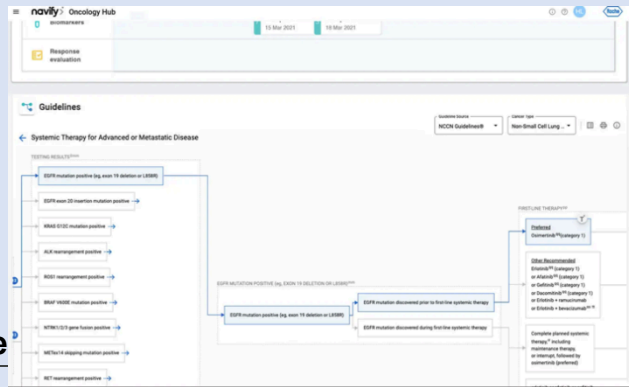 navify® Oncology Hub
Roche
Biomarkers
15 Mar 2021
18 Mar 2021
Response
evaluation
Guidelines
Guideline Source
NCCN Guidelines®
Cancer Type
Non-Small Cell Lung ...
Systemic Therapy for Advanced or Metastatic Disease
TESTING RESULTS
EGFR mutation positive (eg, exon 19 deletion or L858R)
EGFR exon 20 insertion mutation positive
KRAS G12C mutation positive
ALK rearrangement positive
ROS1 rearrangement positive
BRAF V600E mutation positive
NTRK1/2/3 gene fusion positive
METex14 skipping mutation positive
RET rearrangement positive
EGFR MUTATION POSITIVE (eg, EXON 19 DELETION OR L858R)
EGFR mutation positive (eg, exon 19 deletion or L858R)
EGFR mutation discovered prior to first-line systemic therapy
EGFR mutation discovered during first-line systemic therapy
FIRST-LINE THERAPY
Preferred
Osimertinib (category 1)
Other Recommended
Erlotinib (category 1)
or Afatinib (category 1)
or Gefitinib (category 1)
or Dacomitinib (category 1)
or Erlotinib + ramucirumab
or Erlotinib + bevacizumab
Complete planned systemic
therapy, including
maintenance therapy,
or interrupt, followed by
osimertinib (preferred)
e